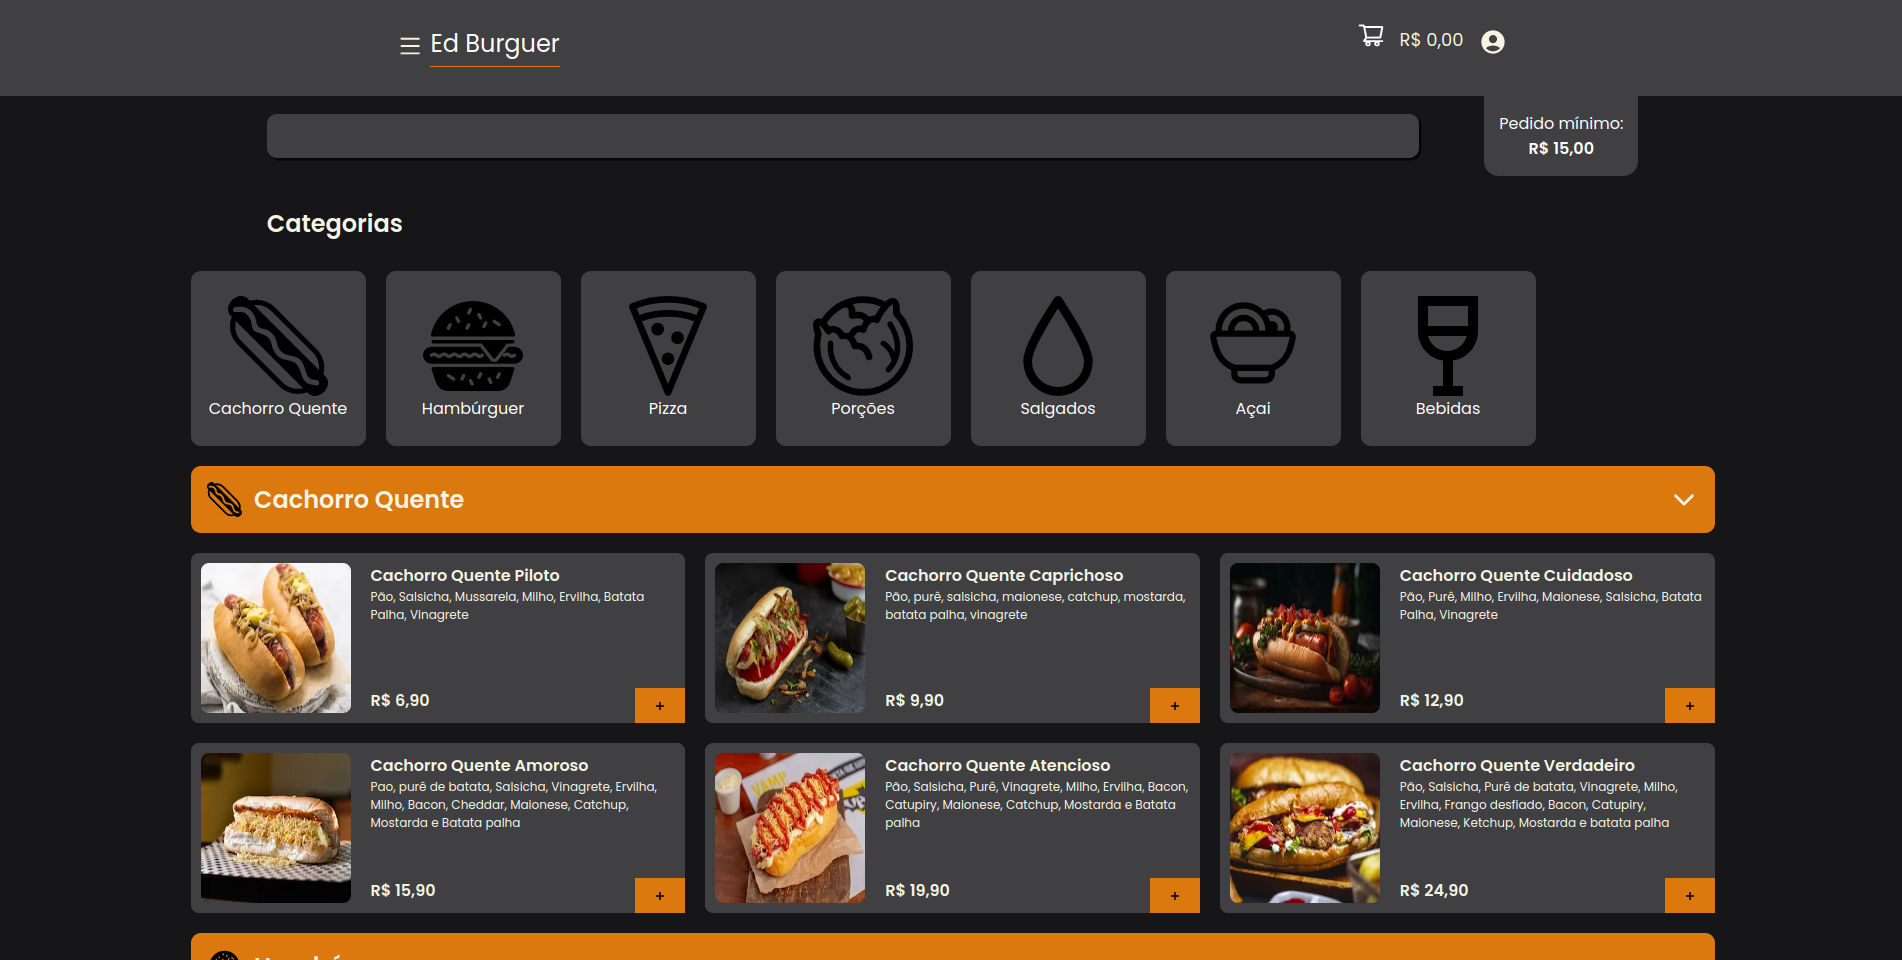 Ed Burguer
R$ 0,00
Pedido mínimo:
R$ 15,00
Categorias
Cachorro Quente
Hambúrguer
Pizza
Porções
Salgados
Açai
Bebidas
Cachorro Quente
Cachorro Quente Piloto
Pão, Salsicha, Mussarela, Milho, Ervilha, Batata
Palha, Vinagrete
R$ 6,90
+
Cachorro Quente Caprichoso
Pão, purê, salsicha, maionese, catchup, mostarda,
batata palha, vinagrete
R$ 9,90
+
Cachorro Quente Cuidadoso
Pão, Purê, Milho, Ervilha, Maionese, Salsicha, Batata
Palha, Vinagrete
R$ 12,90
+
Cachorro Quente Amoroso
Pao, purê de batata, Salsicha, Vinagrete, Ervilha,
Milho, Bacon, Cheddar, Maionese, Catchup,
Mostarda e Batata palha
R$ 15,90
+
VAMP
Cachorro Quente Atencioso
Pão, Salsicha, Purê, Vinagrete, Milho, Ervilha, Bacon,
Catupiry, Maionese, Catchup, Mostarda e Batata
palha
R$ 19,90
+
Cachorro Quente Verdadeiro
Pão, Salsicha, Purê de batata, Vinagrete, Milho,
Ervilha, Frango desfiado, Bacon, Catupiry,
Maionese, Ketchup, Mostarda e batata palha
R$ 24,90
+